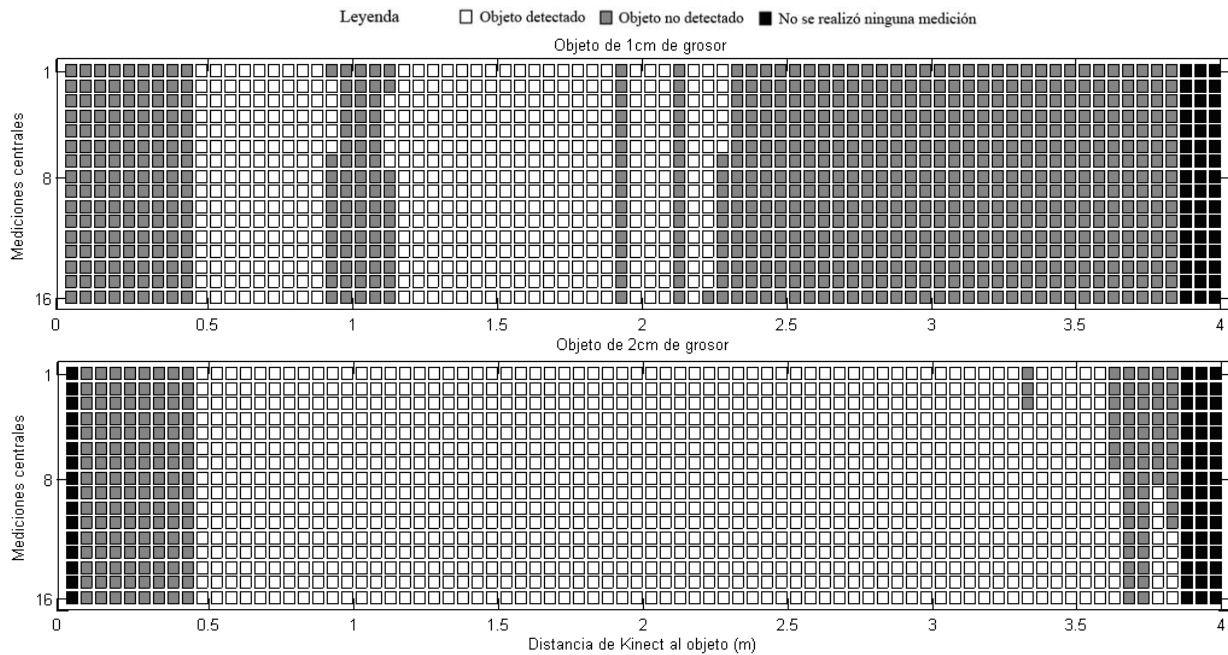 Leyenda Objeto detectado Objeto no detectado No se realizó ninguna medición
Objeto de 1cm de grosor
Mediciones centrales
1
8
16
0 0.5 1 1.5 2 2.5 3 3.5 4
Objeto de 2cm de grosor
Mediciones centrales
1
8
16
0 0.5 1 1.5 2 2.5 3 3.5 4
Distancia de Kinect al objeto (m)